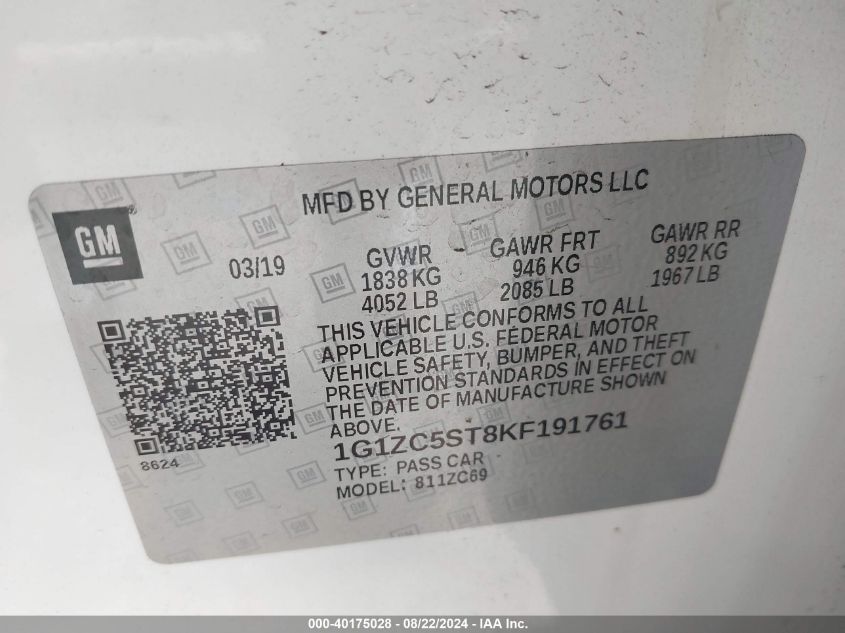 MFD BY GENERAL MOTORS LLC
GM
03/19
GVWR
1838 KG
4052 LB
GAWR FRT
946 KG
2085 LB
GAWR RR
892 KG
1967 LB
THIS VEHICLE CONFORMS TO ALL
APPLICABLE U.S. FEDERAL MOTOR
VEHICLE SAFETY, BUMPER, AND THEFT
PREVENTION STANDARDS IN EFFECT ON
THE DATE OF MANUFACTURE SHOWN
ABOVE.
8624
1G1ZC5ST8KF191761
TYPE: PASS CAR
MODEL: 811ZC69
000-40175028 - 08/22/2024 - IAA Inc.